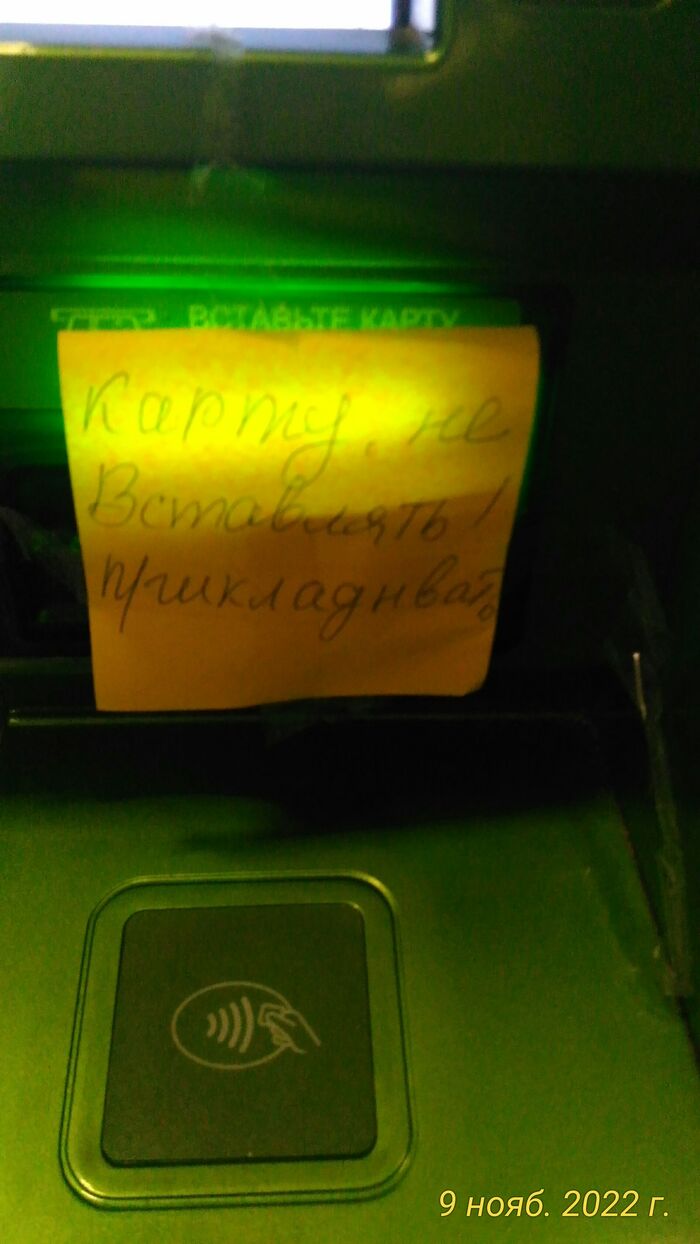 ВСТАВЬТЕ КАРТУ
Карту не
Вставлять!
Прикладывать
9 нояб. 2022 г.